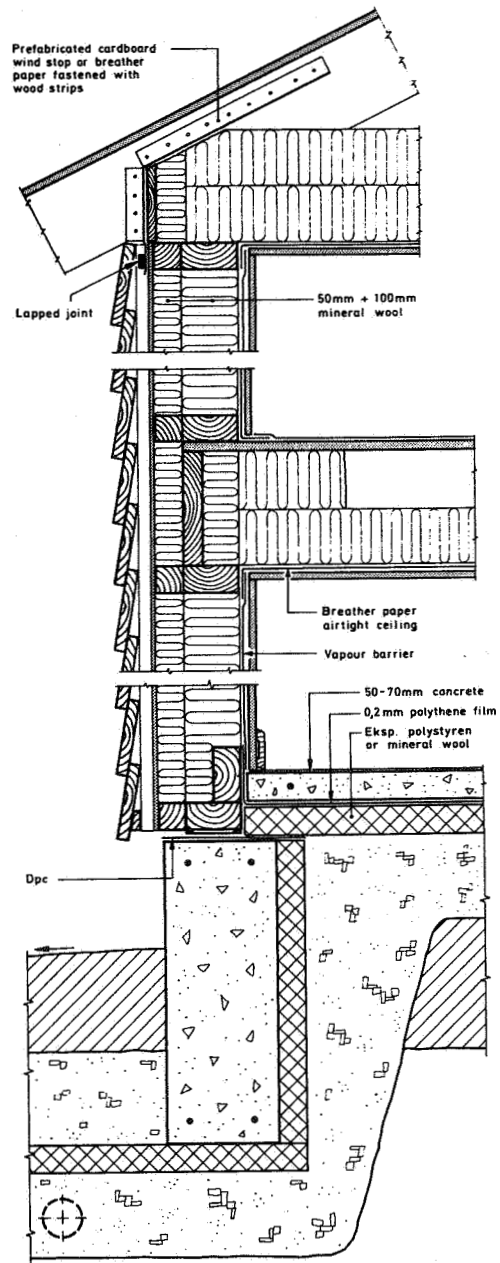 Prefabricated cardboard
wind stop or breather
paper fastened with
wood strips
Lapped joint
50mm + 100mm
mineral wool
Breather paper
airtight ceiling
Vapour barrier
50-70mm concrete
0,2mm polythene film
Eksp. polystyren
or mineral wool
Dpc